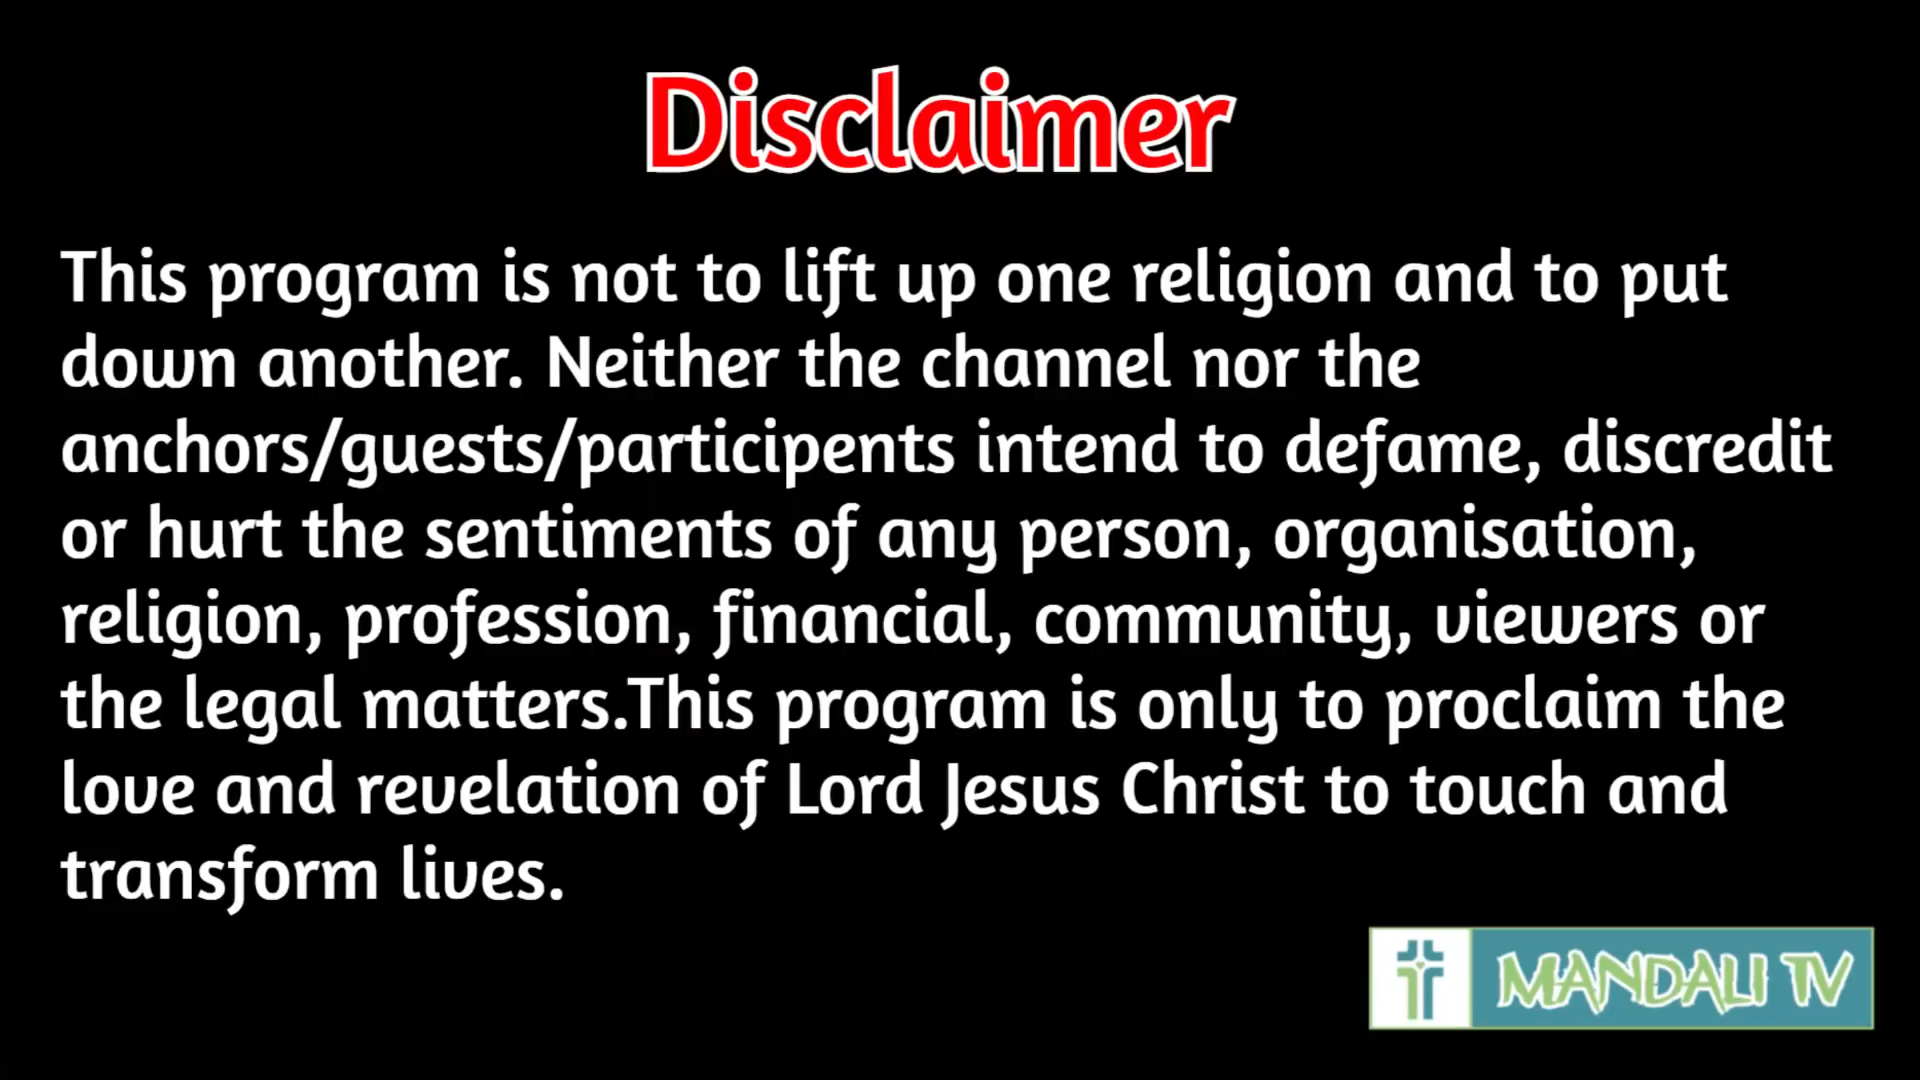 Disclaimer
This program is not to lift up one religion and to put
down another. Neither the channel nor the
anchors/guests/participents intend to defame, discredit
or hurt the sentiments of any person, organisation,
religion, profession, financial, community, viewers or
the legal matters.This program is only to proclaim the
love and revelation of Lord Jesus Christ to touch and
transform lives.
MANDALI TV